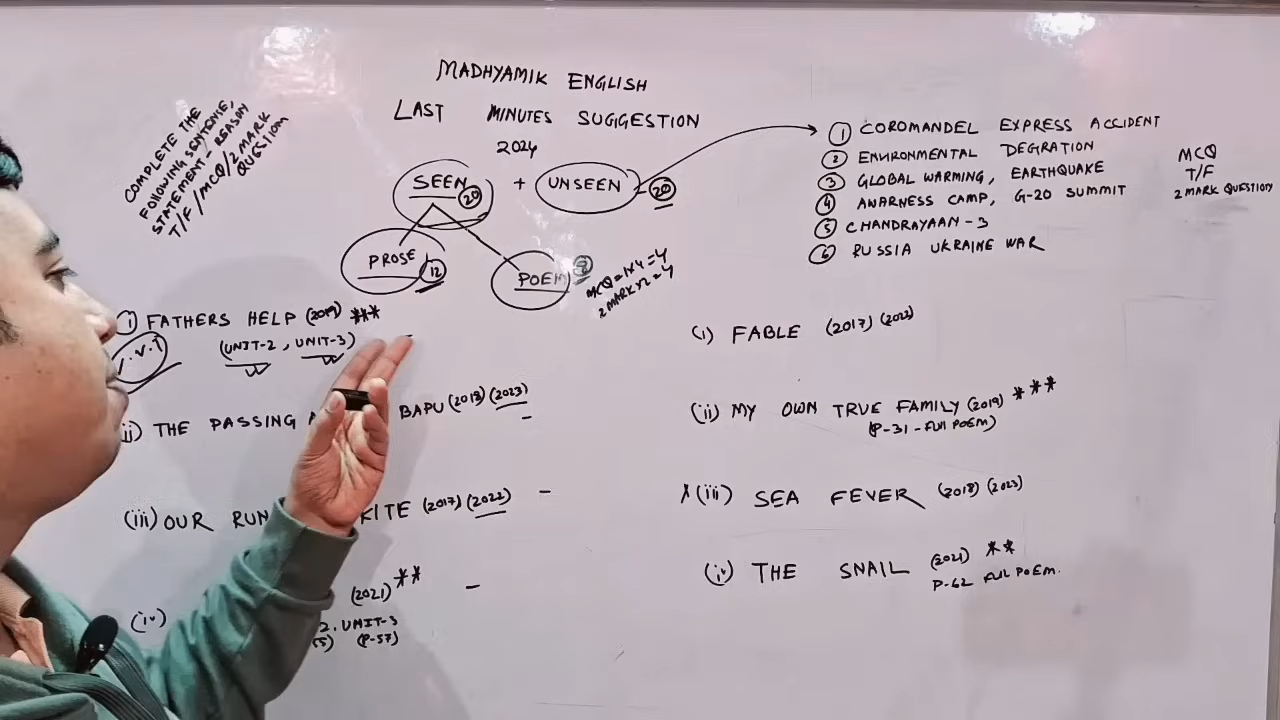 MADHYAMIK ENGLISH
LAST MINUTES SUGGESTION
2024
COMPLETE THE
FOLLOWING SENTENCE,
STATEMENT - REASON
T/F / MCQ / 2 MARK
QUESTION
SEEN 20 + UNSEEN 20
PROSE 12
POEM
MCQ = 1x4 = 4
2 MARK x 2 = 4
① COROMANDEL EXPRESS ACCIDENT
② ENVIRONMENTAL DEGRATION
③ GLOBAL WARMING, EARTHQUAKE
④ AWARNESS CAMP, G-20 SUMMIT
⑤ CHANDRAYAAN-3
⑥ RUSSIA UKRAINE WAR
MCQ
T/F
2 MARK QUESTION
① FATHERS HELP (2019) ***
(UNIT-2, UNIT-3)
V.V.I
ii) THE PASSING BAPU (2018) (2023)
(iii) OUR RUN KITE (2017) (2022)
(iv) (2021) **
2. UNIT-3
(P-57)
(i) FABLE (2017) (2022)
(ii) MY OWN TRUE FAMILY (2019) ***
(P-31 - FULL POEM)
(iii) SEA FEVER (2018) (2023)
(iv) THE SNAIL (2021) **
P-62 FULL POEM.